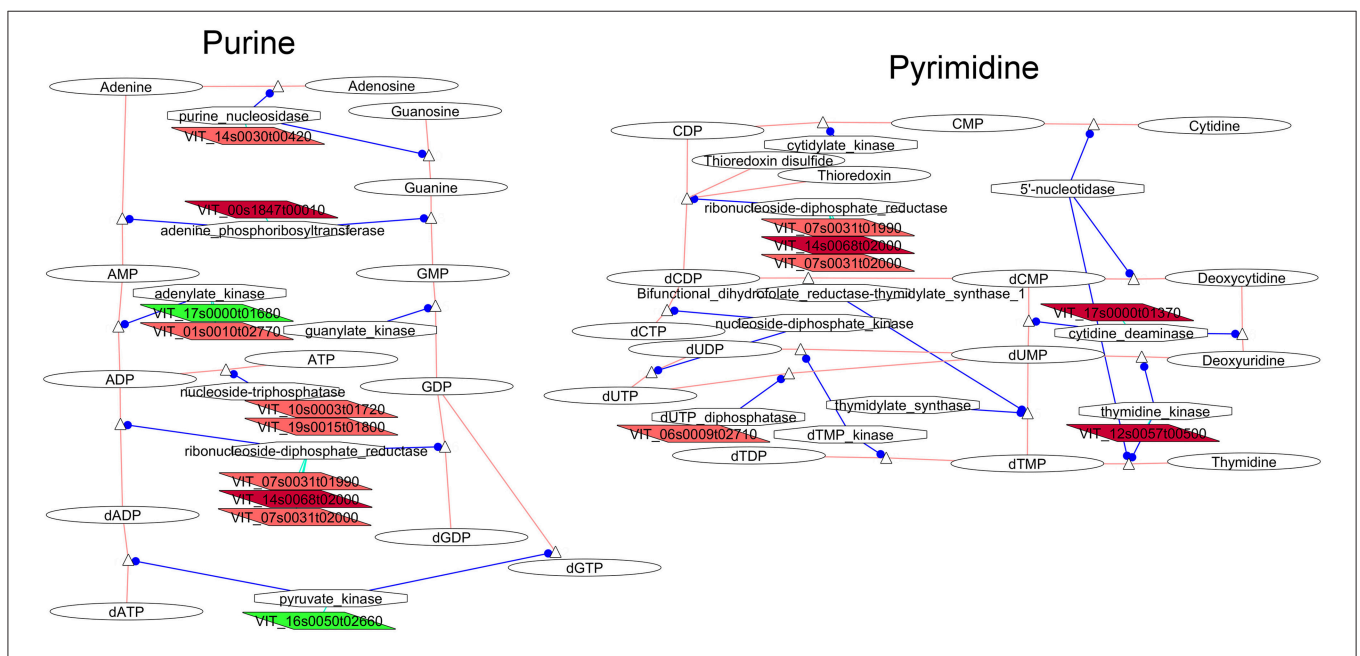 Purine
Adenine
Adenosine
purine_nucleosidase
VIT_14s0030t00420
Guanosine
Guanine
VIT_00s1847t00010
adenine_phosphoribosyltransferase
AMP
GMP
adenylate_kinase
VIT_17s0000t01680
VIT_01s0010t02770
guanylate_kinase
ATP
ADP
GDP
nucleoside-triphosphatase
VIT_10s0003t01720
VIT_19s0015t01800
ribonucleoside-diphosphate_reductase
VIT_07s0031t01990
VIT_14s0068t02000
VIT_07s0031t02000
dADP
dGDP
dGTP
pyruvate_kinase
dATP
VIT_16s0050t02660
Pyrimidine
CDP
CMP
Cytidine
cytidylate_kinase
Thioredoxin disulfide
Thioredoxin
5'-nucleotidase
ribonucleoside-diphosphate_reductase
VIT_07s0031t01990
VIT_14s0068t02000
VIT_07s0031t02000
dCDP
dCMP
Deoxycytidine
Bifunctional_dihydrofolate_reductase-thymidylate_synthase_1
VIT_17s0000t01370
dCTP
nucleoside-diphosphate_kinase
cytidine_deaminase
dUDP
dUMP
Deoxyuridine
dUTP
thymidylate_synthase
thymidine_kinase
dUTP_diphosphatase
VIT_06s0009t02710
dTMP_kinase
VIT_12s0057t00500
dTDP
dTMP
Thymidine